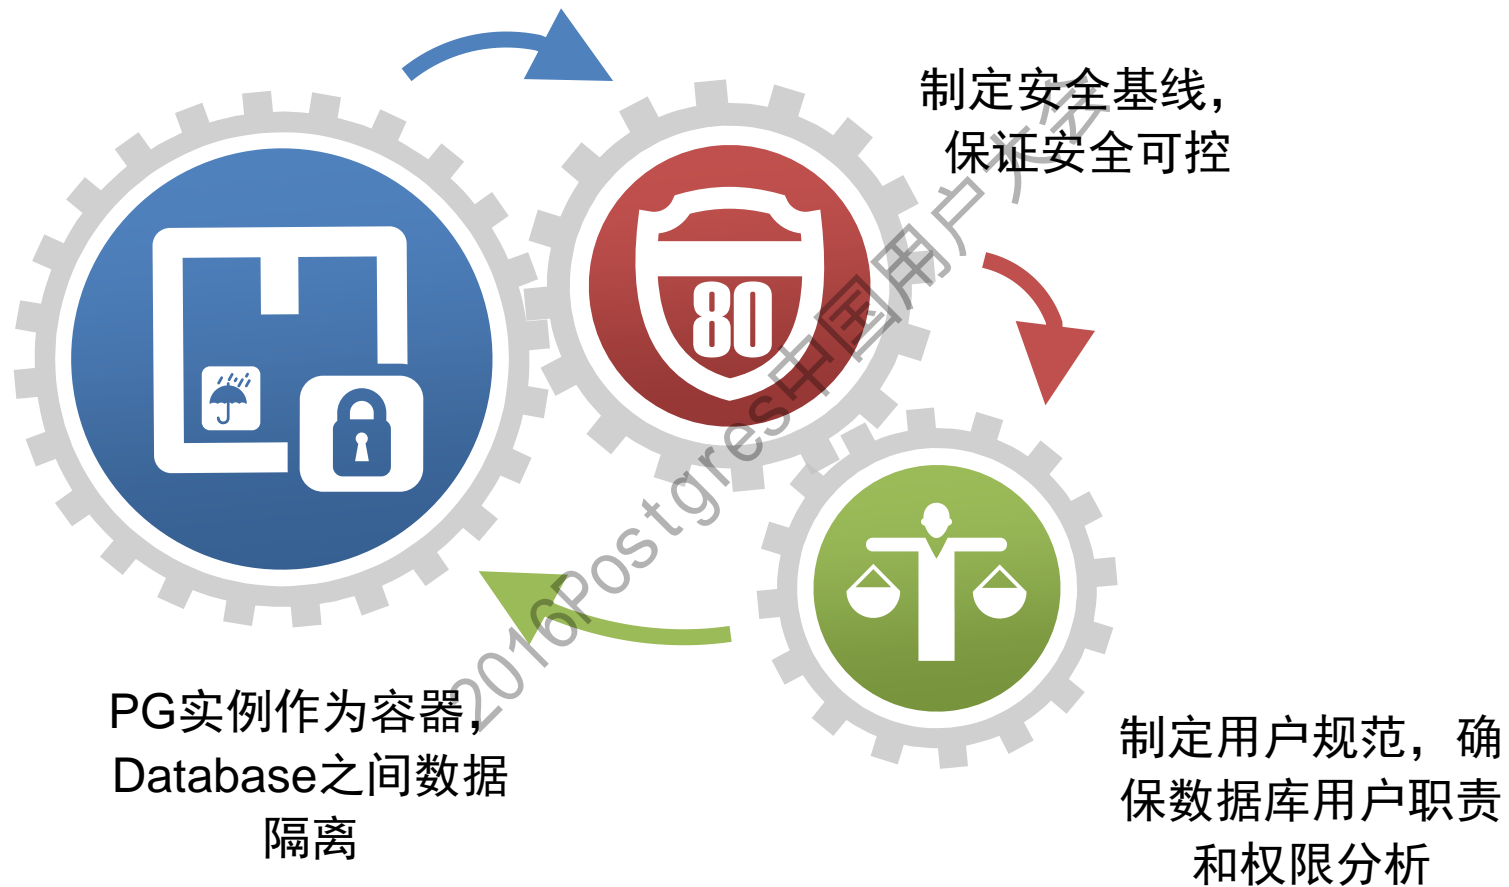 制定安全基线，
保证安全可控
80
2016Postgres中国用户大会
PG实例作为容器，
Database之间数据
隔离
制定用户规范，确
保数据库用户职责
和权限分析